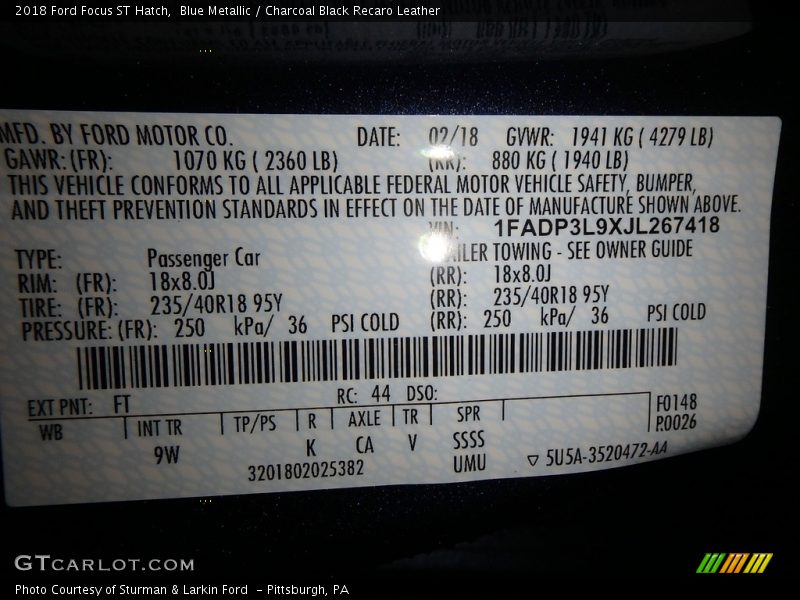 2018 Ford Focus ST Hatch, Blue Metallic / Charcoal Black Recaro Leather
MFD. BY FORD MOTOR CO. DATE: 02/18 GVWR: 1941 KG ( 4279 LB)
GAWR: (FR): 1070 KG ( 2360 LB) (RR): 880 KG ( 1940 LB)
THIS VEHICLE CONFORMS TO ALL APPLICABLE FEDERAL MOTOR VEHICLE SAFETY, BUMPER,
AND THEFT PREVENTION STANDARDS IN EFFECT ON THE DATE OF MANUFACTURE SHOWN ABOVE.
VIN: 1FADP3L9XJL267418
TYPE: Passenger Car TRAILER TOWING - SEE OWNER GUIDE
RIM: (FR): 18x8.0J (RR): 18x8.0J
TIRE: (FR): 235/40R18 95Y (RR): 235/40R18 95Y
PRESSURE: (FR): 250 kPa/ 36 PSI COLD (RR): 250 kPa/ 36 PSI COLD
EXT PNT: FT RC: 44 DSO: F0148
WB INT TR TP/PS R AXLE TR SPR P.0026
9W K CA V SSSS
3201802025382 UMU ▽ 5U5A-3520472-AA
GTCARLOT.COM
Photo Courtesy of Sturman & Larkin Ford - Pittsburgh, PA